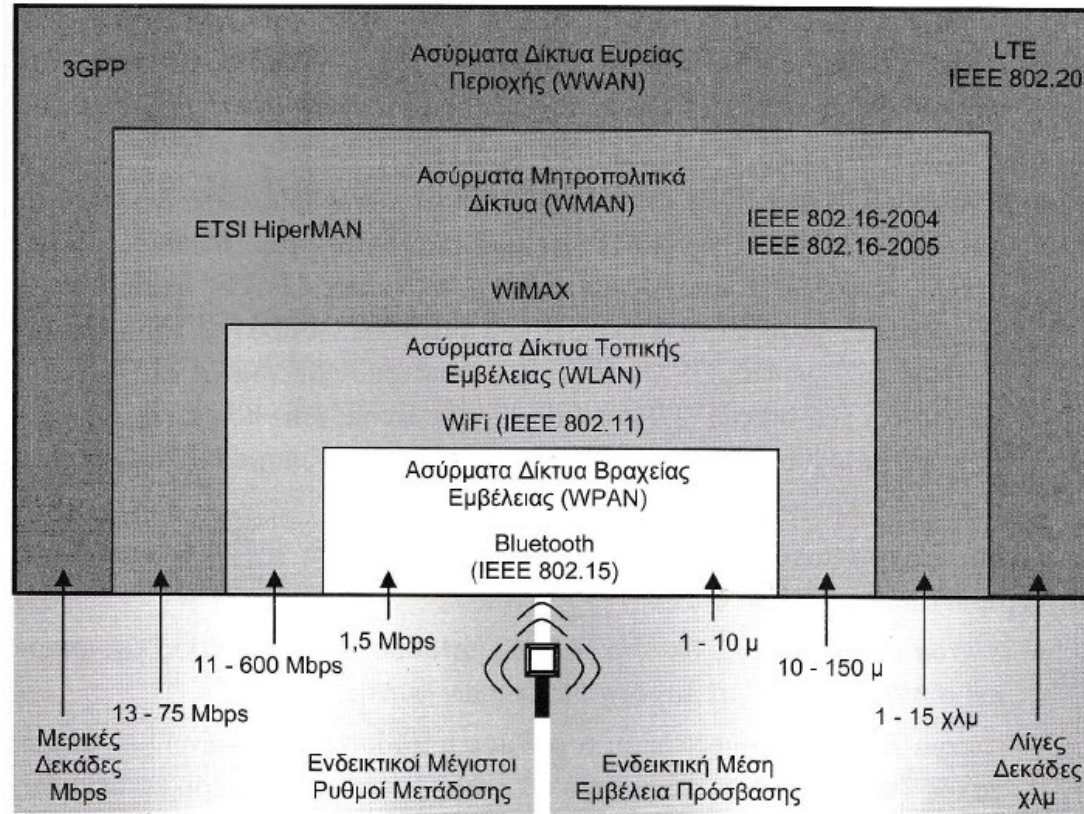 3GPP
Ασύρματα Δίκτυα Ευρείας
Περιοχής (WWAN)
LTE
IEEE 802.20
Ασύρματα Μητροπολιτικά
Δίκτυα (WMAN)
ETSI HiperMAN
IEEE 802.16-2004
IEEE 802.16-2005
WiMAX
Ασύρματα Δίκτυα Τοπικής
Εμβέλειας (WLAN)
WiFi (IEEE 802.11)
Ασύρματα Δίκτυα Βραχείας
Εμβέλειας (WPAN)
Bluetooth
(IEEE 802.15)
1,5 Mbps
11 - 600 Mbps
13 - 75 Mbps
Μερικές
Δεκάδες
Mbps
1 - 10 μ
10 - 150 μ
1 - 15 χλμ
Λίγες
Δεκάδες
χλμ
Ενδεικτικοί Μέγιστοι
Ρυθμοί Μετάδοσης
Ενδεικτική Μέση
Εμβέλεια Πρόσβασης